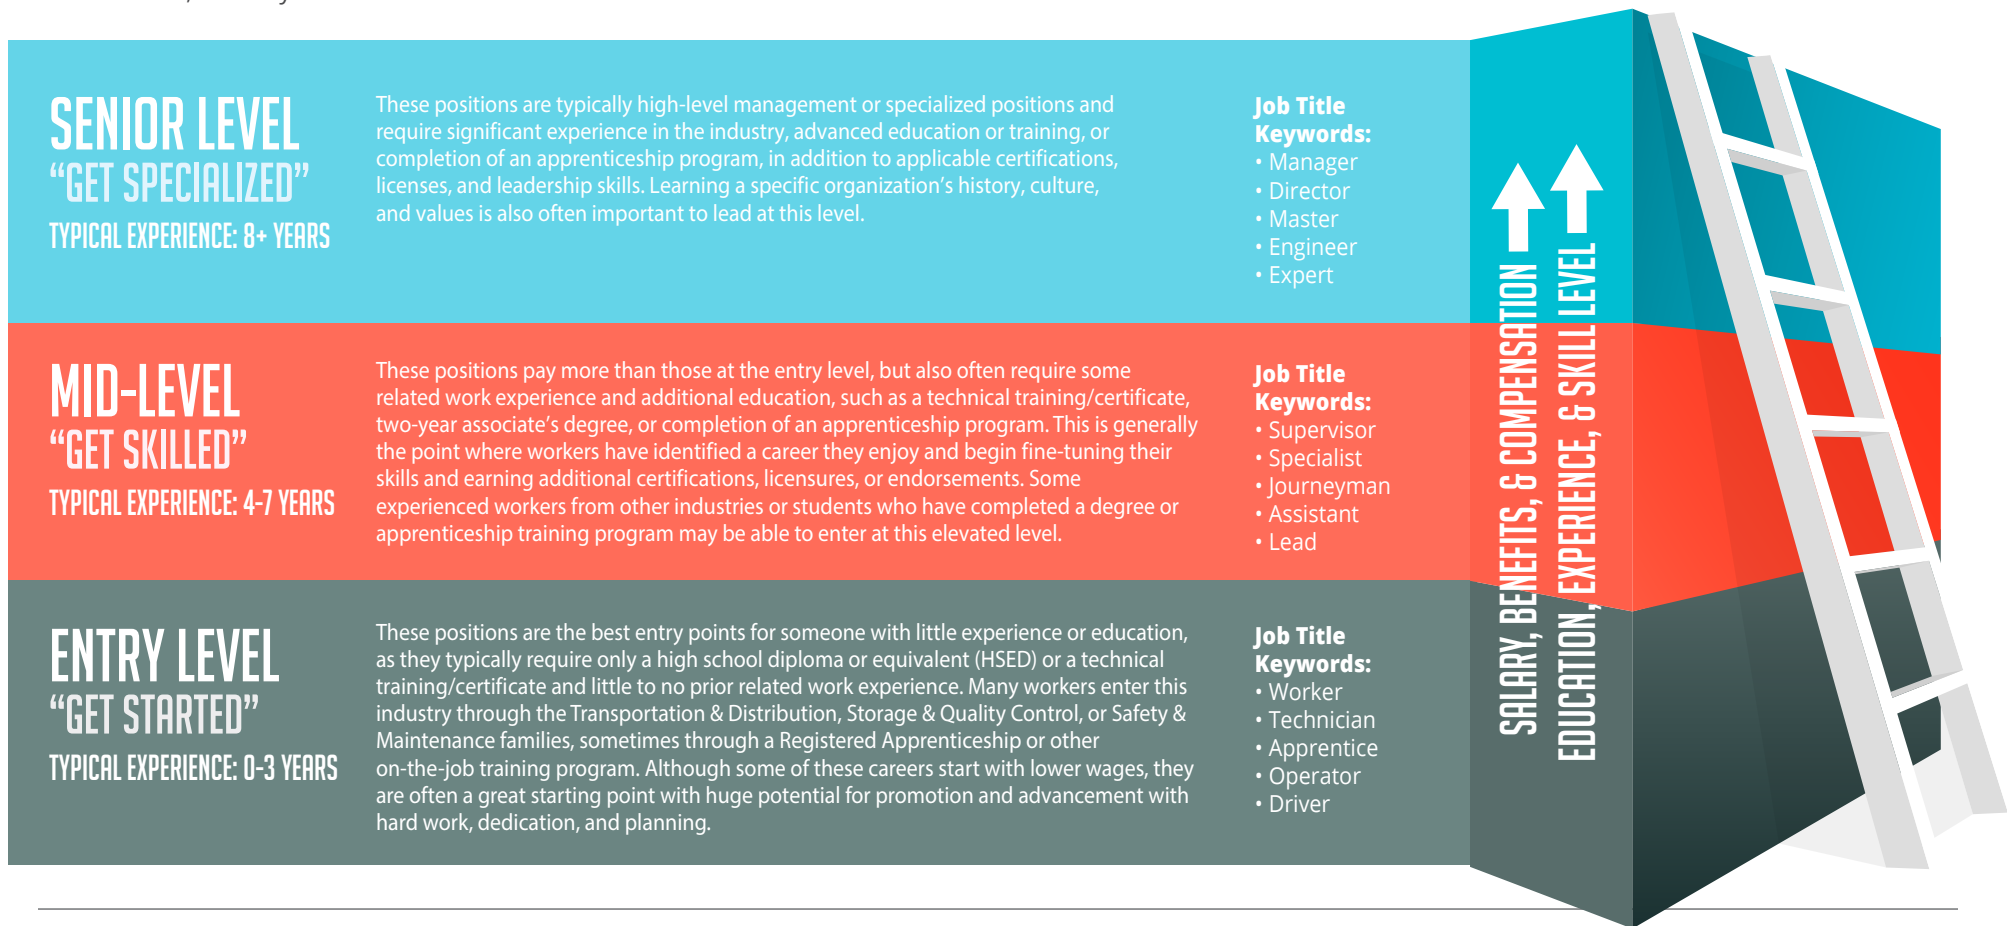 SENIOR LEVEL
“GET SPECIALIZED”
TYPICAL EXPERIENCE: 8+ YEARS
These positions are typically high-level management or specialized positions and
require significant experience in the industry, advanced education or training, or
completion of an apprenticeship program, in addition to applicable certifications,
licenses, and leadership skills. Learning a specific organization’s history, culture,
and values is also often important to lead at this level.
Job Title
Keywords:
• Manager
• Director
• Master
• Engineer
• Expert
MID-LEVEL
“GET SKILLED”
TYPICAL EXPERIENCE: 4-7 YEARS
These positions pay more than those at the entry level, but also often require some
related work experience and additional education, such as a technical training/certificate,
two-year associate’s degree, or completion of an apprenticeship program. This is generally
the point where workers have identified a career they enjoy and begin fine-tuning their
skills and earning additional certifications, licensures, or endorsements. Some
experienced workers from other industries or students who have completed a degree or
apprenticeship training program may be able to enter at this elevated level.
Job Title
Keywords:
• Supervisor
• Specialist
• Journeyman
• Assistant
• Lead
ENTRY LEVEL
“GET STARTED”
TYPICAL EXPERIENCE: 0-3 YEARS
These positions are the best entry points for someone with little experience or education,
as they typically require only a high school diploma or equivalent (HSED) or a technical
training/certificate and little to no prior related work experience. Many workers enter this
industry through the Transportation & Distribution, Storage & Quality Control, or Safety &
Maintenance families, sometimes through a Registered Apprenticeship or other
on-the-job training program. Although some of these careers start with lower wages, they
are often a great starting point with huge potential for promotion and advancement with
hard work, dedication, and planning.
Job Title
Keywords:
• Worker
• Technician
• Apprentice
• Operator
• Driver
SALARY, BENEFITS, & COMPENSATION
EDUCATION, EXPERIENCE, & SKILL LEVEL